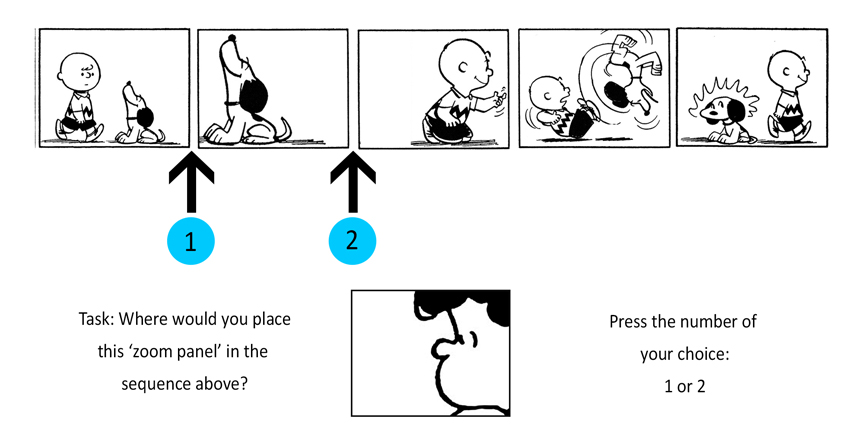 1
2
Task: Where would you place
this ‘zoom panel’ in the
sequence above?
Press the number of
your choice:
1 or 2